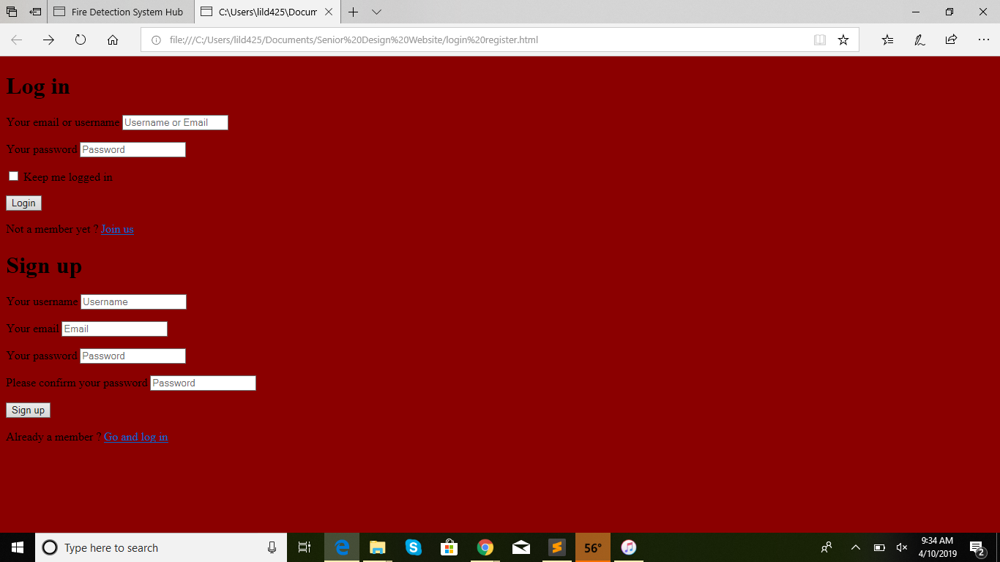 Fire Detection System Hub
C:\Users\lild425\Docum
file:///C:/Users/lild425/Documents/Senior%20Design%20Website/login%20register.html
Log in
Your email or username Username or Email
Your password Password
Keep me logged in
Login
Not a member yet ? Join us
Sign up
Your username Username
Your email Email
Your password Password
Please confirm your password Password
Sign up
Already a member ? Go and log in
Type here to search
56°
9:34 AM
4/10/2019
2